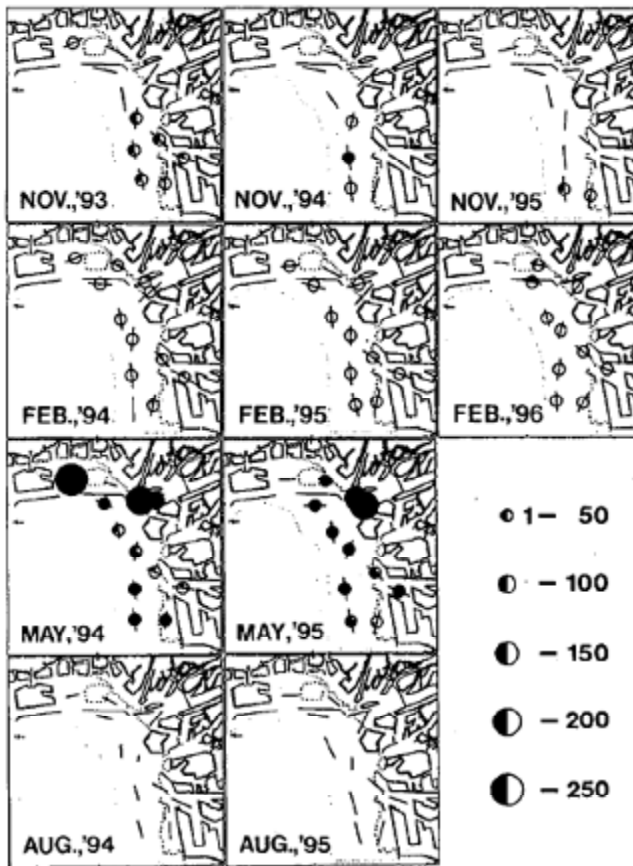 NOV.,'93
NOV.,'94
NOV.,'95
FEB.,'94
FEB.,'95
FEB.,'96
MAY,'94
MAY,'95
1 – 50
– 100
– 150
– 200
– 250
AUG.,'94
AUG.,'95